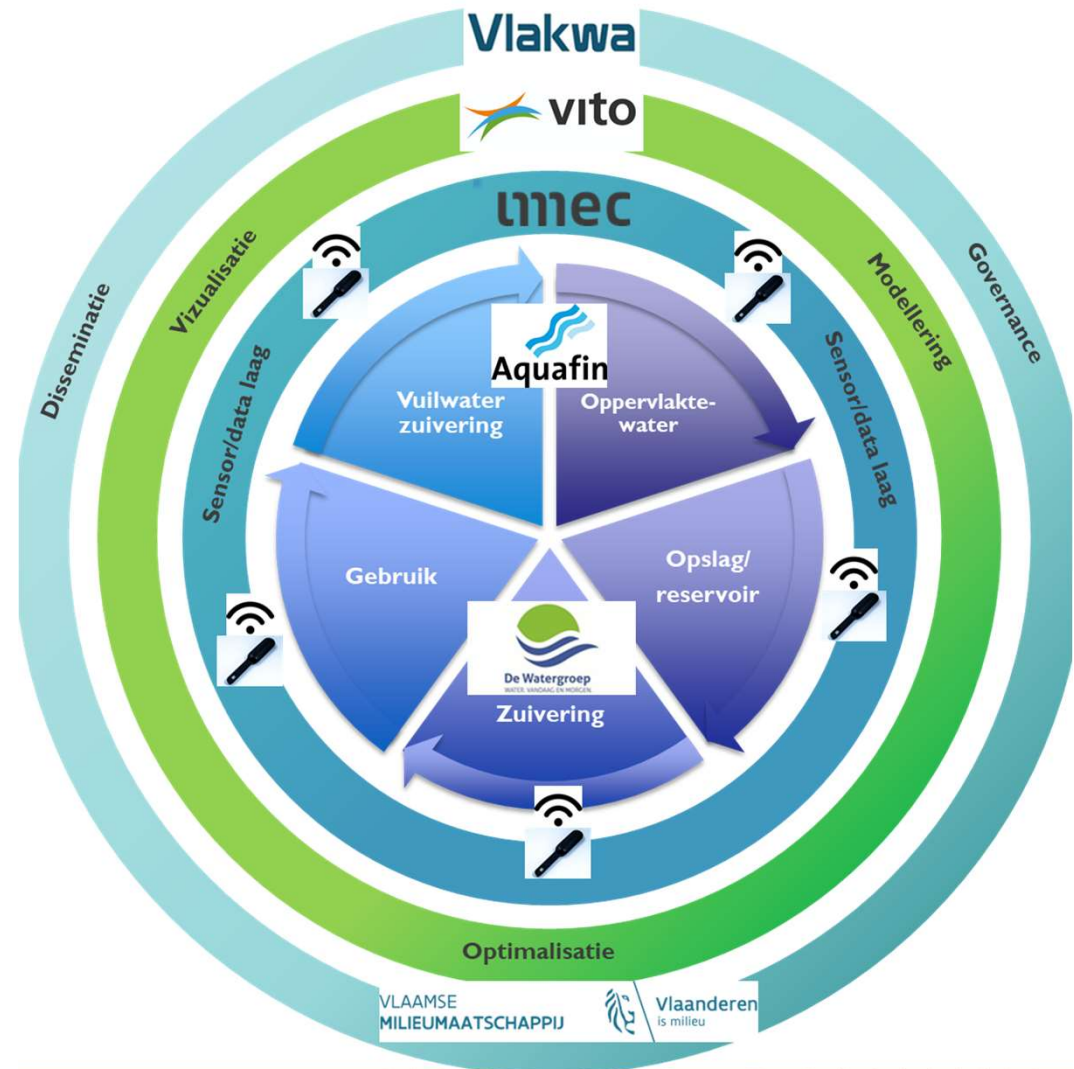 Vlakwa
vito
imec
Disseminatie
Vizualisatie
Sensor/data laag
Governance
Modellering
Sensor/data laag
Aquafin
Vuilwater
zuivering
Oppervlakte-
water
Gebruik
Opslag/
reservoir
De Watergroep
WATER. VANDAAG EN MORGEN.
Zuivering
Optimalisatie
VLAAMSE
MILIEUMAATSCHAPPIJ
Vlaanderen
is milieu